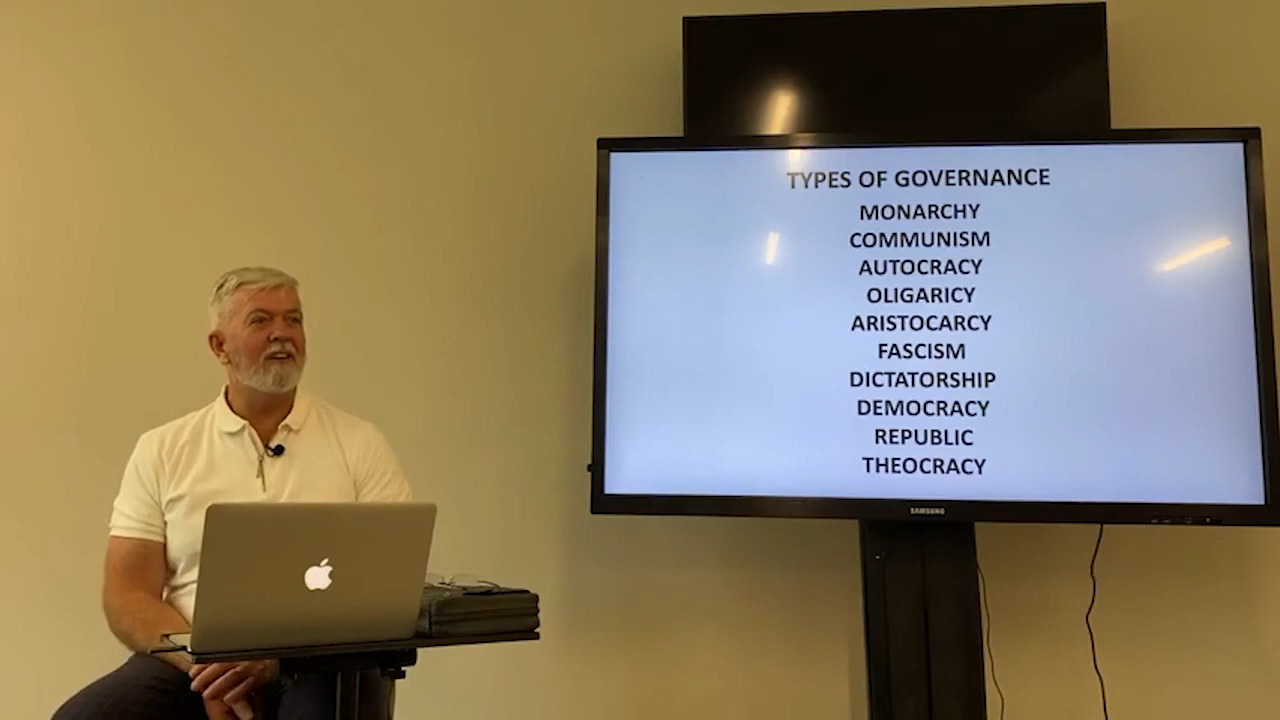 TYPES OF GOVERNANCE
MONARCHY
COMMUNISM
AUTOCRACY
OLIGARICY
ARISTOCARCY
FASCISM
DICTATORSHIP
DEMOCRACY
REPUBLIC
THEOCRACY
SAMSUNG